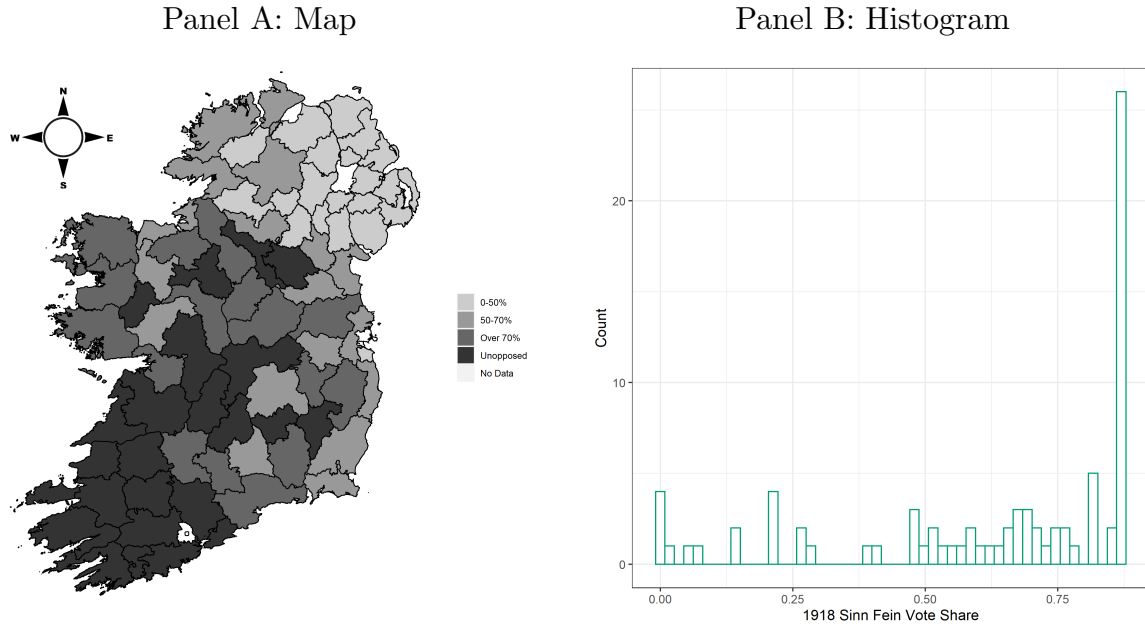 Panel A: Map
N
W
E
S
0-50%
50-70%
Over 70%
Unopposed
No Data
Panel B: Histogram
Count
20
10
0
0.00
0.25
0.50
0.75
1918 Sinn Fein Vote Share